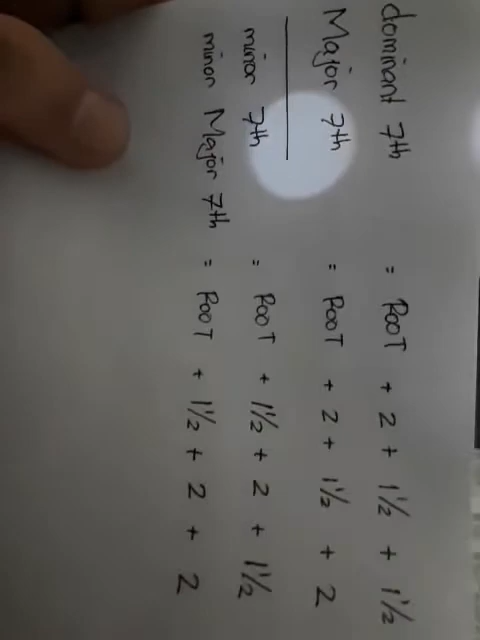 dominant 7th = ROOT + 2 + 1½ + 1½
Major 7th = ROOT + 2 + 1½ + 2
minor 7th = ROOT + 1½ + 2 + 1½
minor Major 7th = ROOT + 1½ + 2 + 2